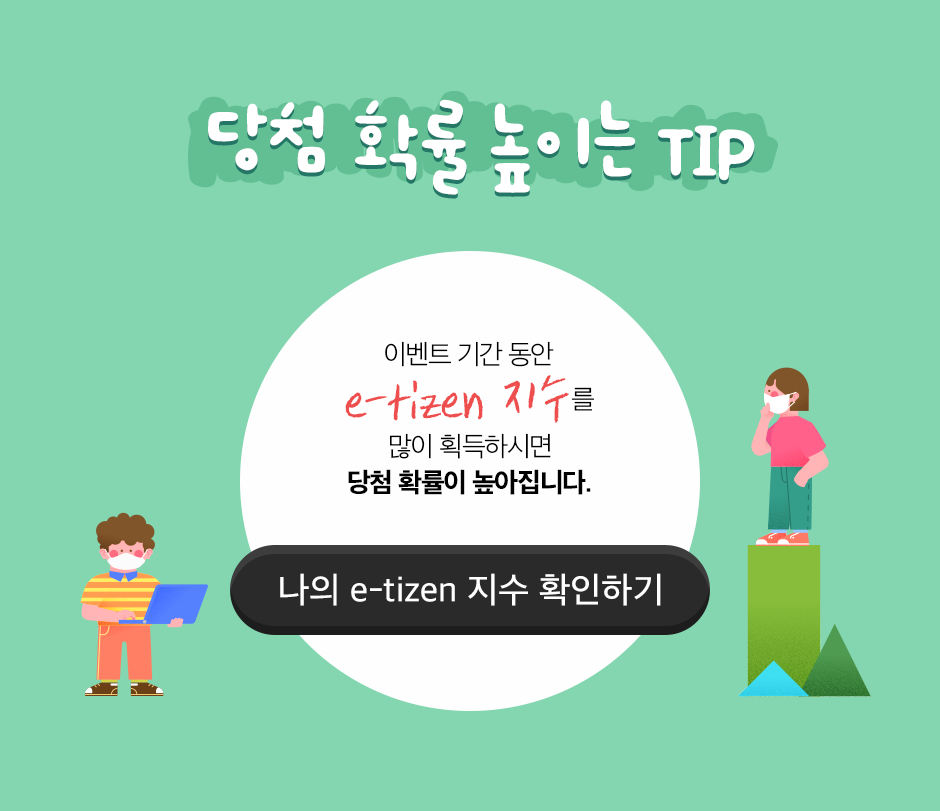 당첨 확률 높이는 TIP
이벤트 기간 동안
e-tizen 지수를
많이 획득하시면
당첨 확률이 높아집니다.
나의 e-tizen 지수 확인하기